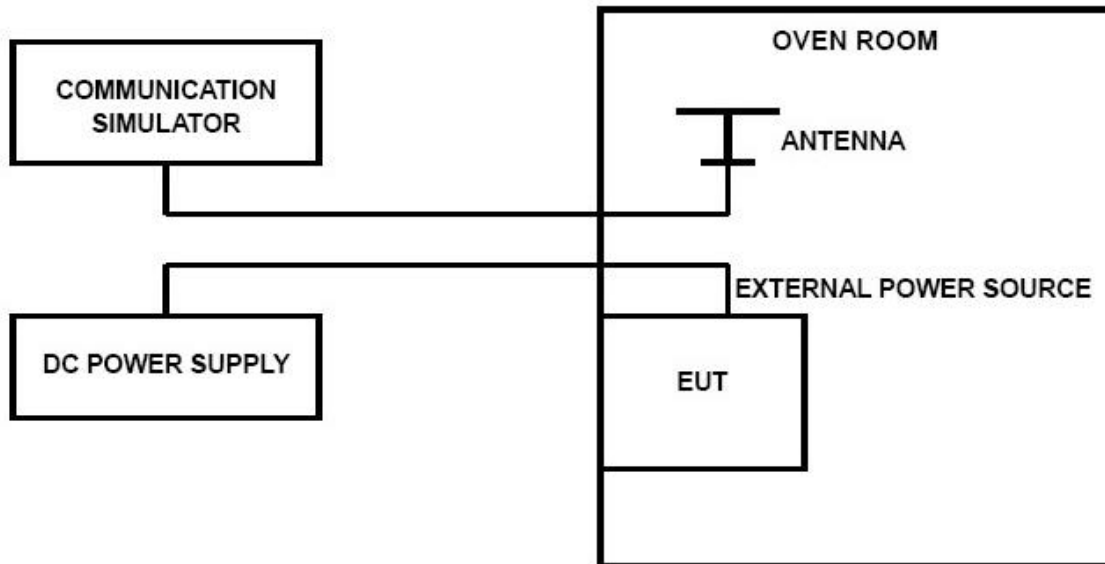 COMMUNICATION
SIMULATOR
OVEN ROOM
ANTENNA
EXTERNAL POWER SOURCE
DC POWER SUPPLY
EUT